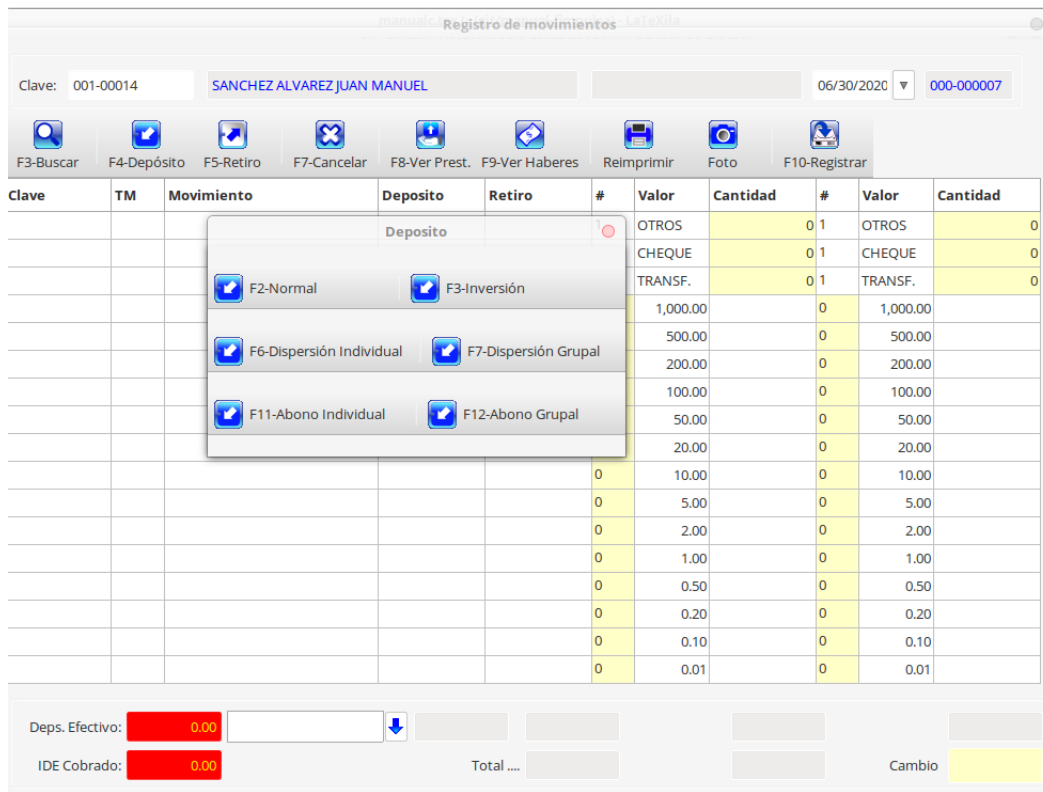 Registro de movimientos
Clave: 001-00014 SANCHEZ ALVAREZ JUAN MANUEL 06/30/2020 000-000007
F3-Buscar F4-Depósito F5-Retiro F7-Cancelar F8-Ver Prest. F9-Ver Haberes Reimprimir Foto F10-Registrar
Clave TM Movimiento Deposito Retiro # Valor Cantidad # Valor Cantidad
Deposito
OTROS 0 1 OTROS 0
CHEQUE 0 1 CHEQUE 0
F2-Normal F3-Inversión
TRANSF. 0 1 TRANSF. 0
1,000.00 0 1,000.00
500.00 0 500.00
F6-Dispersión Individual F7-Dispersión Grupal
200.00 0 200.00
100.00 0 100.00
F11-Abono Individual F12-Abono Grupal
50.00 0 50.00
20.00 0 20.00
0 10.00 0 10.00
0 5.00 0 5.00
0 2.00 0 2.00
0 1.00 0 1.00
0 0.50 0 0.50
0 0.20 0 0.20
0 0.10 0 0.10
0 0.01 0 0.01
Deps. Efectivo: 0.00
IDE Cobrado: 0.00 Total .... Cambio